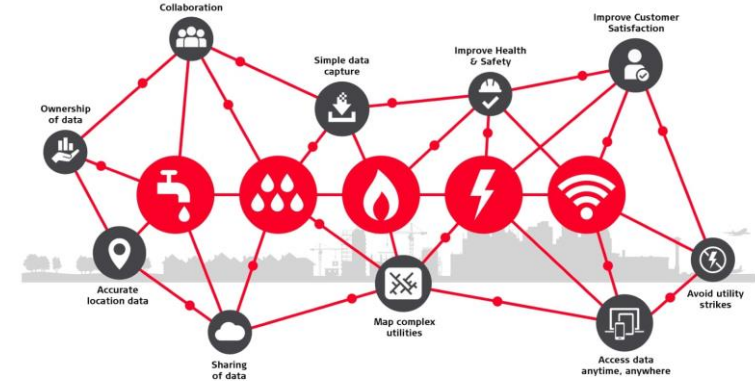 Collaboration
Improve Customer
Satisfaction
Simple data
capture
Improve Health
& Safety
Ownership
of data
Accurate
location data
Map complex
utilities
Avoid utility
strikes
Sharing
of data
Access data
anytime, anywhere